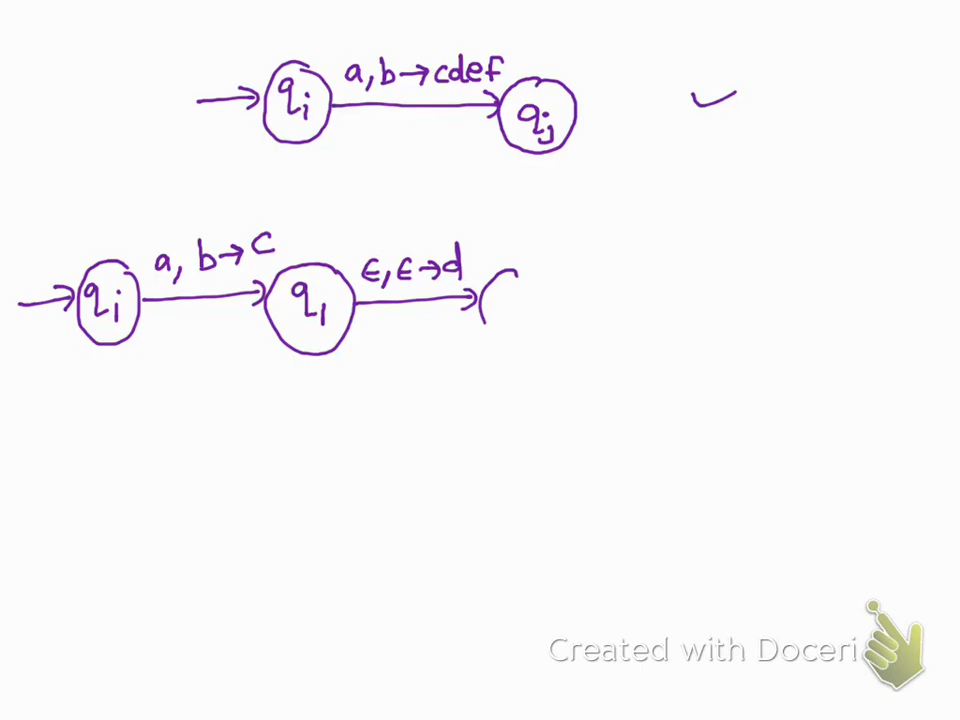 a, b→cdef
qi qj
a, b→c ϵ, ϵ→d
qi q1
Created with Doceri